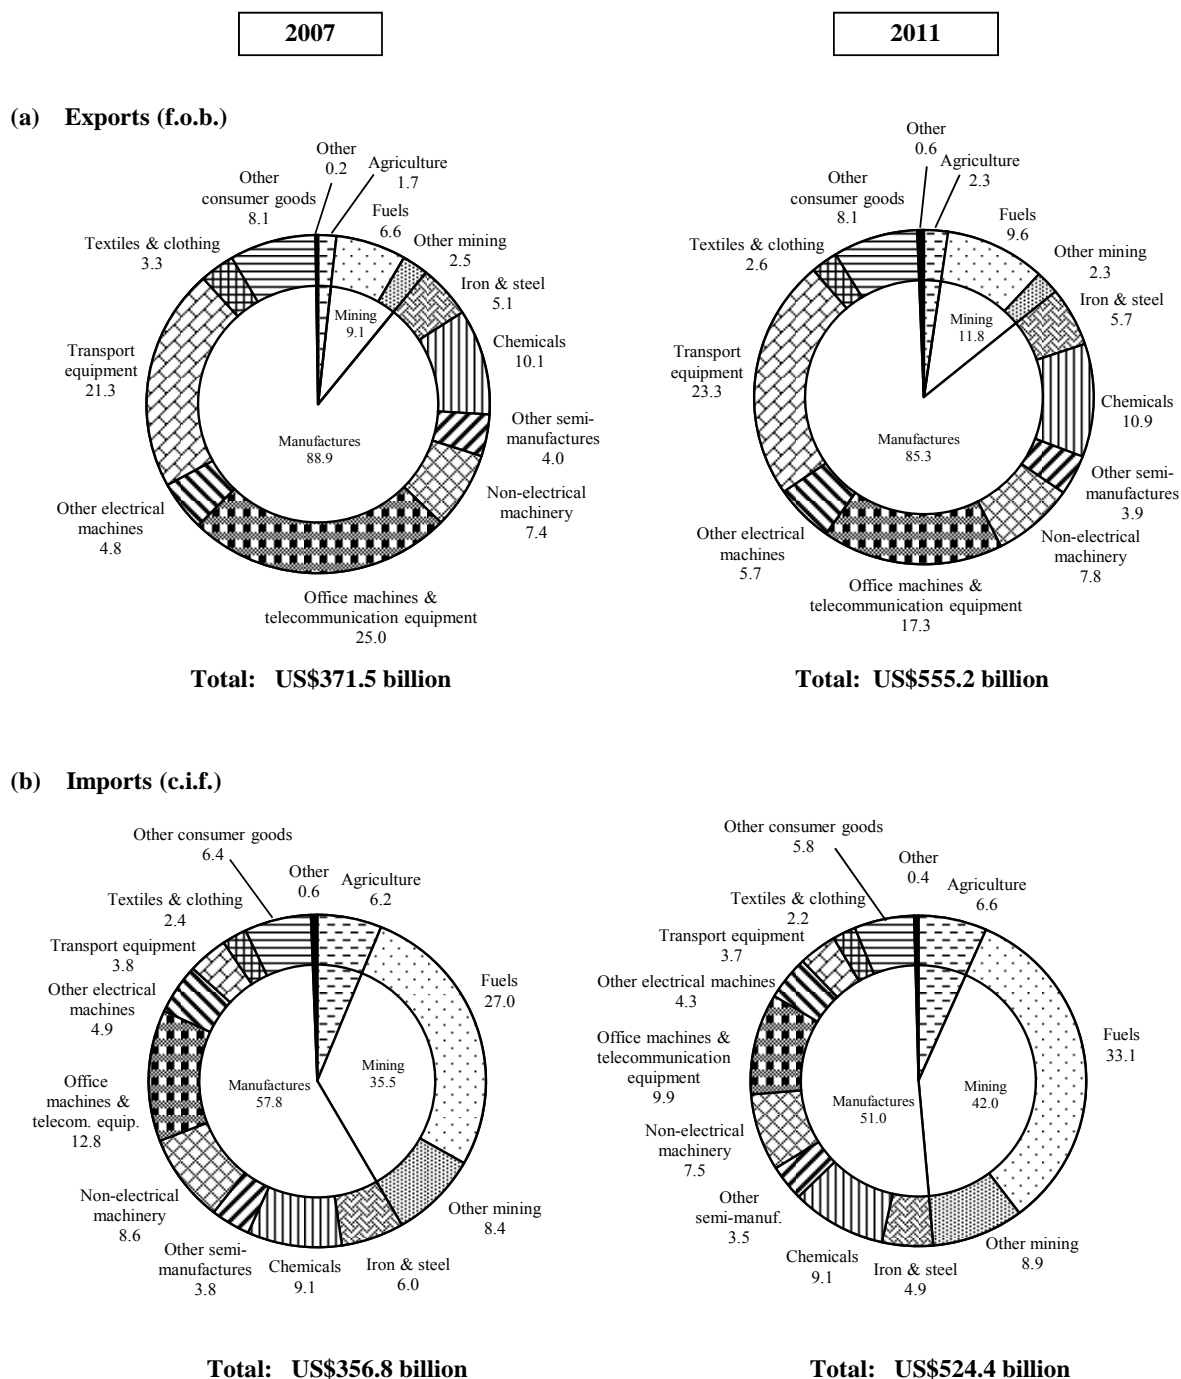 2007
2011
(a) Exports (f.o.b.)
Other
0.2
Agriculture
1.7
Other
consumer goods
8.1
Fuels
6.6
Textiles & clothing
3.3
Other mining
2.5
Iron & steel
5.1
Mining
9.1
Chemicals
10.1
Transport
equipment
21.3
Other semi-
manufactures
4.0
Manufactures
88.9
Non-electrical
machinery
7.4
Other electrical
machines
4.8
Office machines &
telecommunication equipment
25.0
Total: US$371.5 billion
Other
0.6
Agriculture
2.3
Other
consumer goods
8.1
Fuels
9.6
Textiles & clothing
2.6
Other mining
2.3
Iron & steel
5.7
Mining
11.8
Transport
equipment
23.3
Chemicals
10.9
Manufactures
85.3
Other semi-
manufactures
3.9
Other electrical
machines
5.7
Non-electrical
machinery
7.8
Office machines &
telecommunication equipment
17.3
Total: US$555.2 billion
(b) Imports (c.i.f.)
Other consumer goods
6.4
Other
0.6
Agriculture
6.2
Textiles & clothing
2.4
Transport equipment
3.8
Other electrical
machines
4.9
Fuels
27.0
Mining
35.5
Manufactures
57.8
Office
machines &
telecom. equip.
12.8
Non-electrical
machinery
8.6
Other mining
8.4
Other semi-
manufactures
3.8
Chemicals
9.1
Iron & steel
6.0
Total: US$356.8 billion
Other consumer goods
5.8
Other
0.4
Agriculture
6.6
Textiles & clothing
2.2
Transport equipment
3.7
Other electrical machines
4.3
Fuels
33.1
Office machines &
telecommunication
equipment
9.9
Mining
42.0
Manufactures
51.0
Non-electrical
machinery
7.5
Other
semi-manuf.
3.5
Other mining
8.9
Chemicals
9.1
Iron & steel
4.9
Total: US$524.4 billion